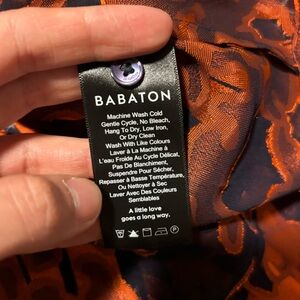 BABATON
Machine Wash Cold
Gentle Cycle, No Bleach,
Hang To Dry, Low Iron,
Or Dry Clean
Wash With Like Colours
Laver À La Machine À
L'eau Froide Au Cycle Délicat,
Pas De Blanchiment,
Suspendre Pour Sécher,
Repasser à Basse Température,
Ou Nettoyer à Sec
Laver Avec Des Couleurs
Semblables
A little love
goes a long way.